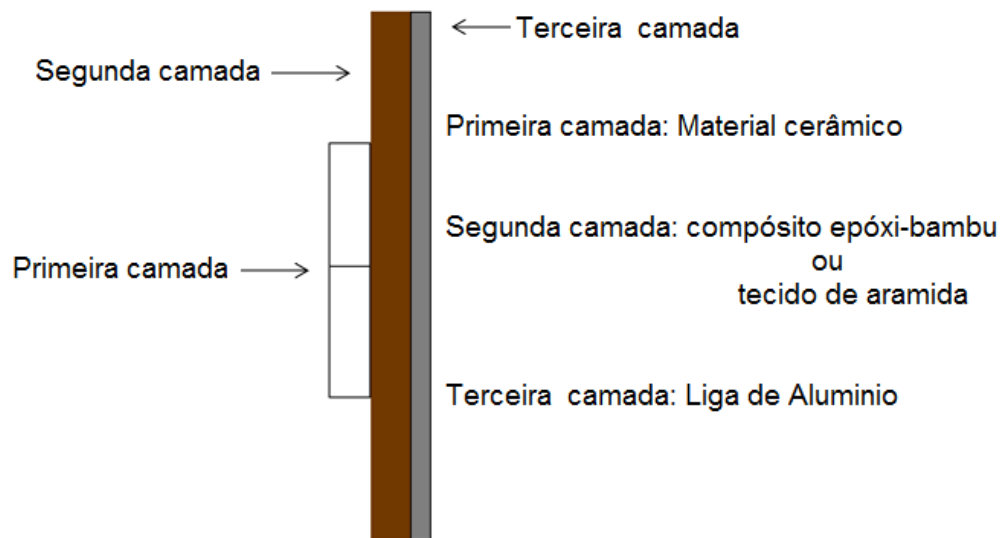 Terceira camada
Segunda camada
Primeira camada: Material cerâmico
Segunda camada: compósito epóxi-bambu
ou
tecido de aramida
Primeira camada
Terceira camada: Liga de Aluminio